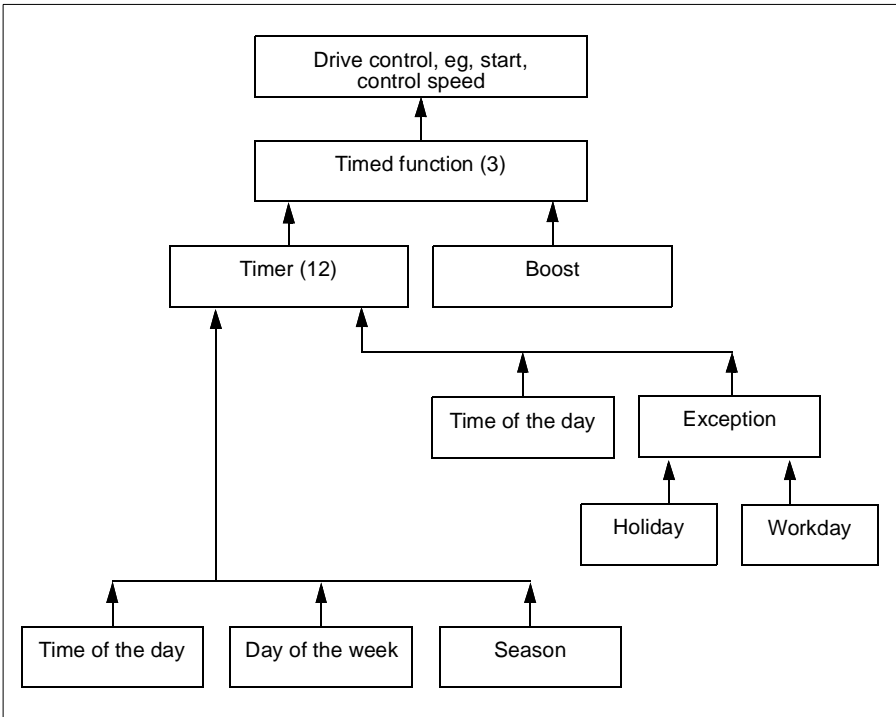 Drive control, eg, start,
control speed
Timed function (3)
Timer (12)
Boost
Time of the day
Exception
Holiday
Workday
Time of the day
Day of the week
Season